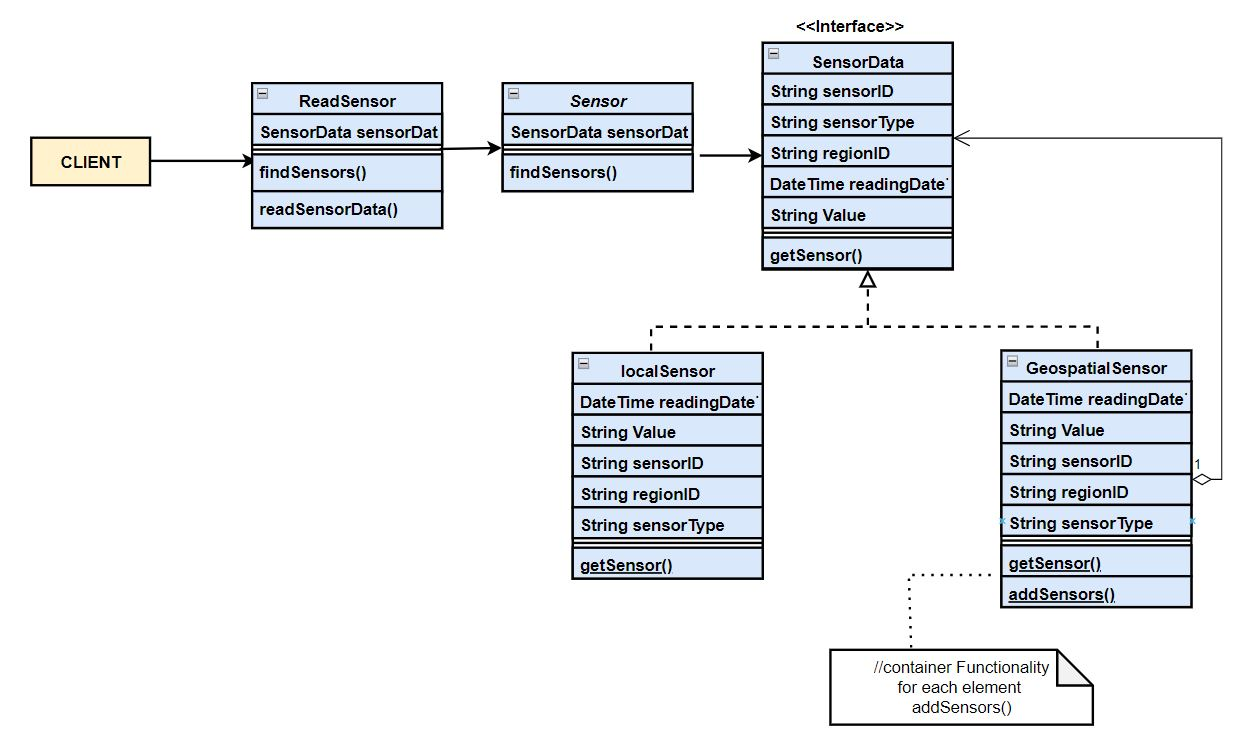 <<Interface>>
SensorData
String sensorID
String sensorType
String regionID
DateTime readingDate
String Value
getSensor()
ReadSensor
SensorData sensorDat
findSensors()
readSensorData()
Sensor
SensorData sensorDat
findSensors()
CLIENT
localSensor
DateTime readingDate
String Value
String sensorID
String regionID
String sensorType
getSensor()
GeospatialSensor
DateTime readingDate
String Value
String sensorID
String regionID
String sensorType
getSensor()
addSensors()
1
//container Functionality
for each element
addSensors()